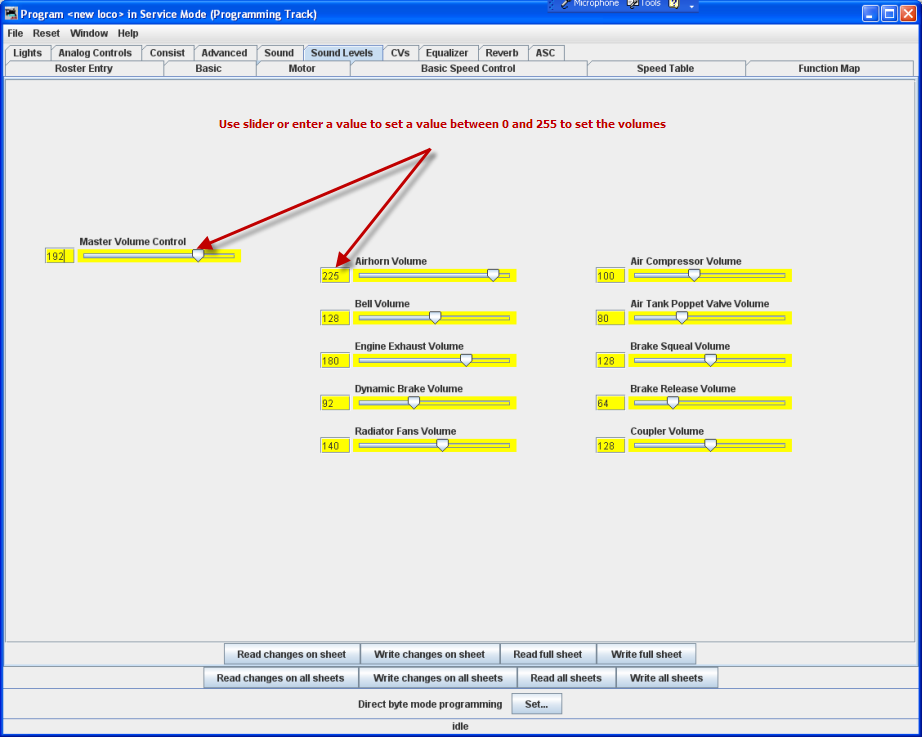 Program <new loco> in Service Mode (Programming Track)
Microphone Tools
File Reset Window Help
Lights Analog Controls Consist Advanced Sound Sound Levels CVs Equalizer Reverb ASC
Roster Entry Basic Motor Basic Speed Control Speed Table Function Map
Use slider or enter a value to set a value between 0 and 255 to set the volumes
Master Volume Control
192
Airhorn Volume
225
Bell Volume
128
Engine Exhaust Volume
180
Dynamic Brake Volume
92
Radiator Fans Volume
140
Air Compressor Volume
100
Air Tank Poppet Valve Volume
80
Brake Squeal Volume
128
Brake Release Volume
64
Coupler Volume
128
Read changes on sheet Write changes on sheet Read full sheet Write full sheet
Read changes on all sheets Write changes on all sheets Read all sheets Write all sheets
Direct byte mode programming Set...
idle